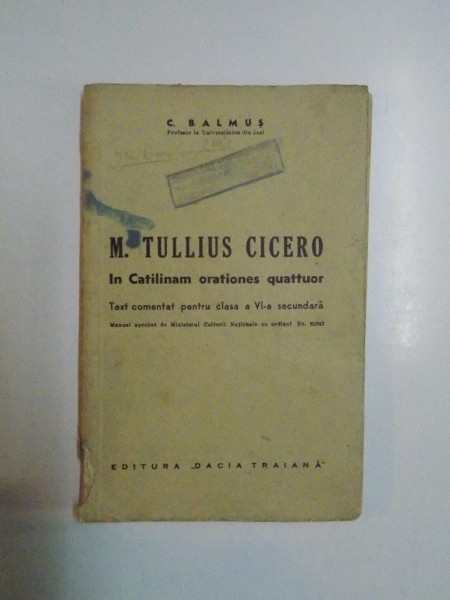 C. BALMUȘ
Profesor la Universitatea din Iași
M. TULLIUS CICERO
In Catilinam orationes quattuor
Text comentat pentru clasa a VI-a secundară
Manual aprobat de Ministerul Culturii Naționale cu ordinul Nr.
EDITURA „DACIA TRAIANĂ"